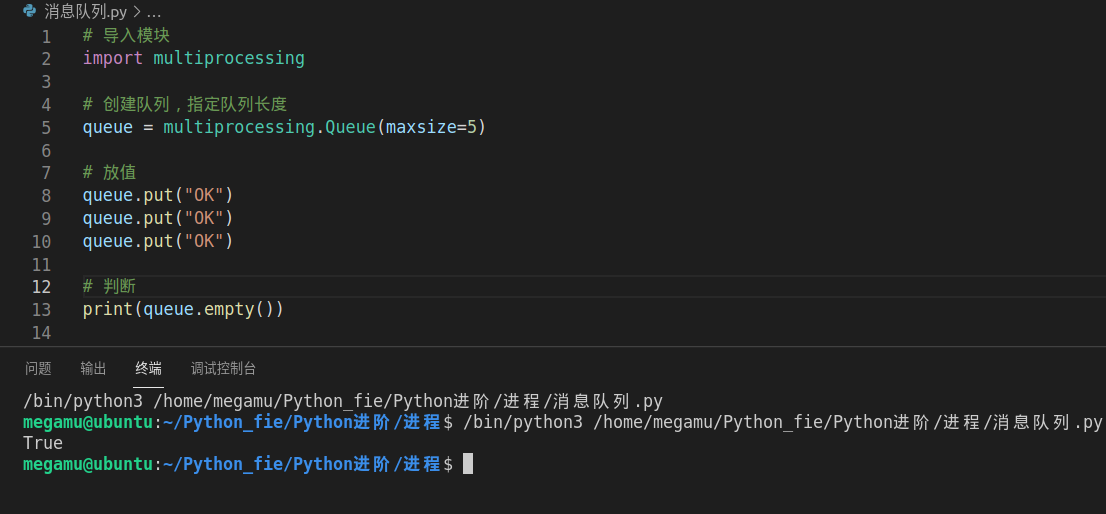 消息队列.py > ...
1 # 导入模块
2 import multiprocessing
3
4 # 创建队列，指定队列长度
5 queue = multiprocessing.Queue(maxsize=5)
6
7 # 放值
8 queue.put("OK")
9 queue.put("OK")
10 queue.put("OK")
11
12 # 判断
13 print(queue.empty())
14
问题 输出 终端 调试控制台
/bin/python3 /home/megamu/Python_fie/Python进阶/进程/消息队列.py
megamu@ubuntu:~/Python_fie/Python进阶/进程$ /bin/python3 /home/megamu/Python_fie/Python进阶/进程/消息队列.py
True
megamu@ubuntu:~/Python_fie/Python进阶/进程$